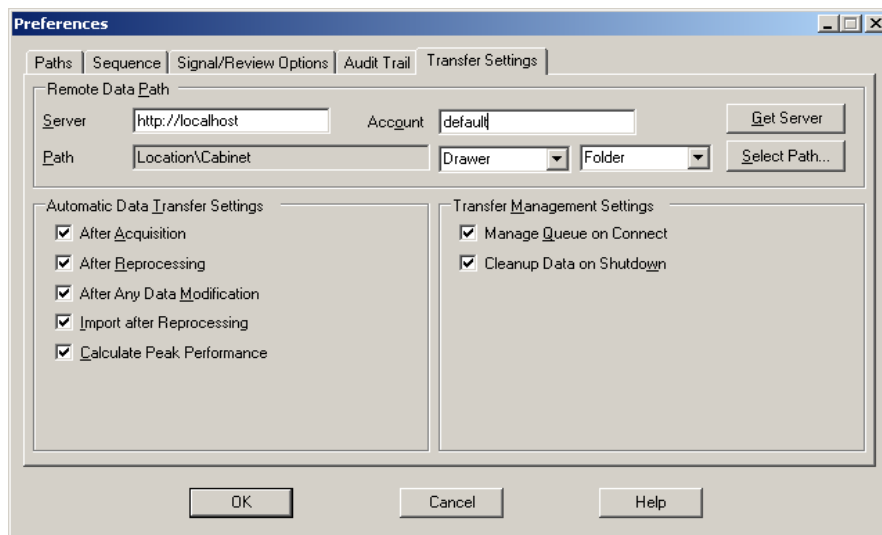 Preferences
Paths Sequence Signal/Review Options Audit Trail Transfer Settings
Remote Data Path
Server http://localhost Account default Get Server
Path Location\Cabinet Drawer Folder Select Path...
Automatic Data Transfer Settings Transfer Management Settings
After Acquisition Manage Queue on Connect
After Reprocessing Cleanup Data on Shutdown
After Any Data Modification
Import after Reprocessing
Calculate Peak Performance
OK Cancel Help